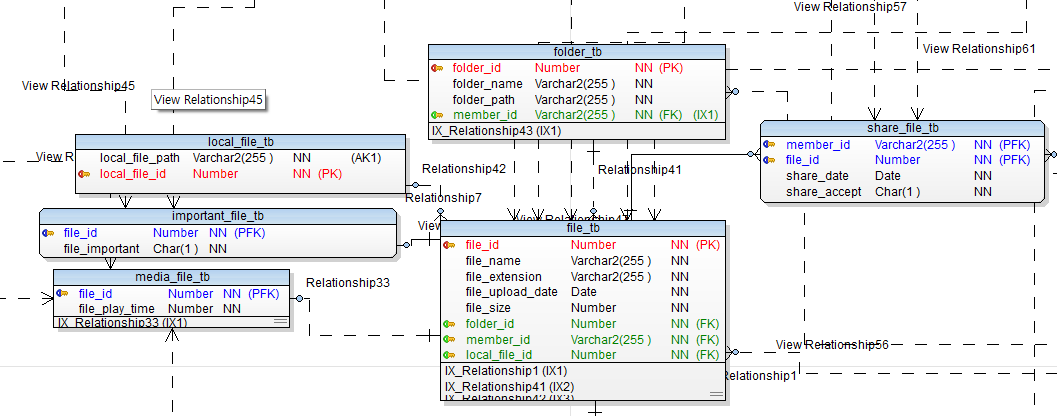 View Relationship57
View Relationship61
folder_tb
folder_id Number NN (PK)
folder_name Varchar2(255 ) NN
folder_path Varchar2(255 ) NN
member_id Varchar2(255 ) NN (FK) (IX1)
IX_Relationship43 (IX1)
View Relationship45
View Relationship45
share_file_tb
member_id Varchar2(255 ) NN (PFK)
file_id Number NN (PFK)
share_date Date NN
share_accept Char(1 ) NN
local_file_tb
local_file_path Varchar2(255 ) NN (AK1)
local_file_id Number NN (PK)
View R
Relationship42
Relationship41
Relationship7
important_file_tb
file_id Number NN (PFK)
file_important Char(1 ) NN
View
file_tb
file_id Number NN (PK)
file_name Varchar2(255 ) NN
file_extension Varchar2(255 ) NN
file_upload_date Date NN
file_size Number NN
folder_id Number NN (FK)
member_id Varchar2(255 ) NN (FK)
local_file_id Number NN (FK)
IX_Relationship1 (IX1)
IX_Relationship41 (IX2)
IX_Relationship42 (IX3)
media_file_tb
file_id Number NN (PFK)
file_play_time Number NN
IX_Relationship33 (IX1)
Relationship33
View Relationship56
Relationship1